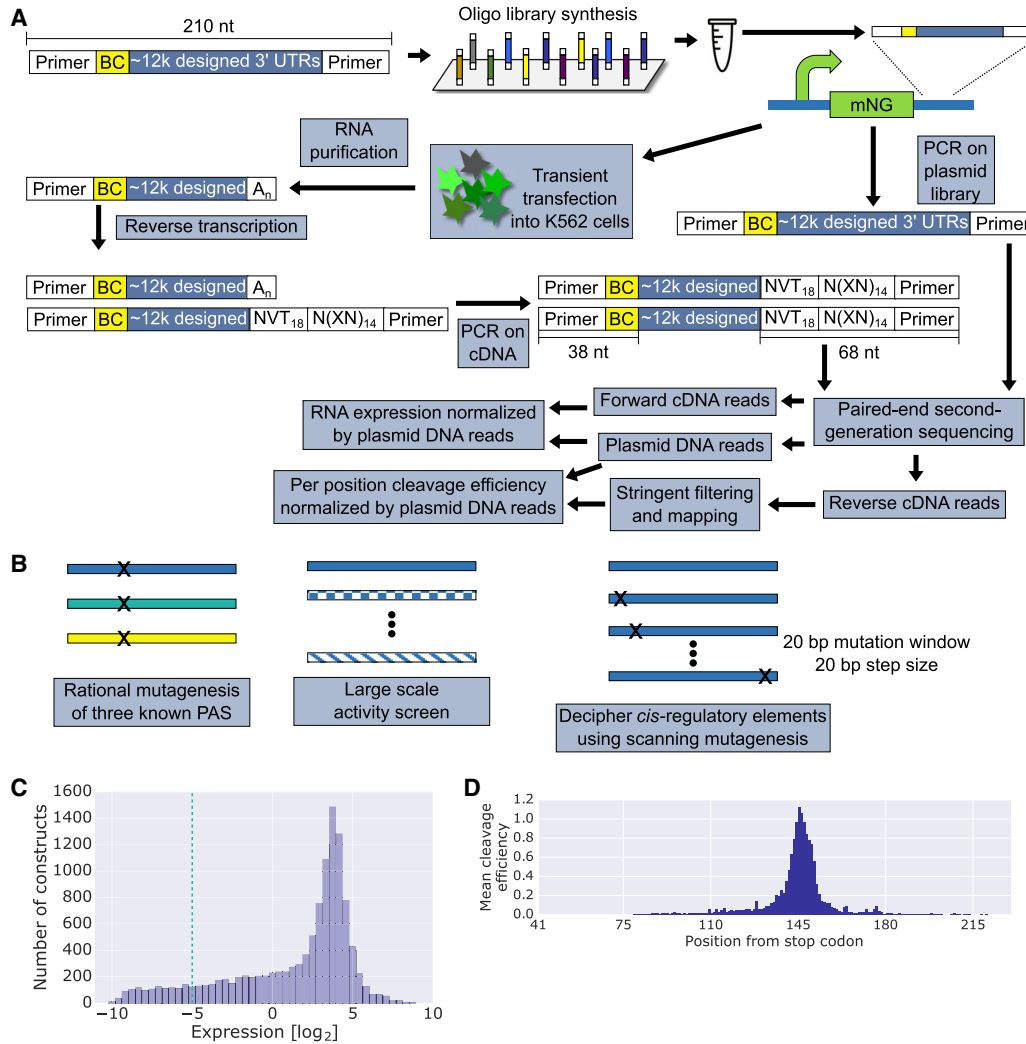 A
210 nt
Primer BC ~12k designed 3' UTRs Primer
Oligo library synthesis
mNG
RNA
purification
Transient
transfection
into K562 cells
PCR on
plasmid
library
Primer BC ~12k designed Aₙ
Reverse transcription
Primer BC ~12k designed 3' UTRs Primer
Primer BC ~12k designed Aₙ
Primer BC ~12k designed NVT₁₈ N(XN)₁₄ Primer
PCR on
cDNA
Primer BC ~12k designed NVT₁₈ N(XN)₁₄ Primer
Primer BC ~12k designed NVT₁₈ N(XN)₁₄ Primer
38 nt
68 nt
Paired-end second-
generation sequencing
Forward cDNA reads
RNA expression normalized
by plasmid DNA reads
Plasmid DNA reads
Per position cleavage efficiency
normalized by plasmid DNA reads
Stringent filtering
and mapping
Reverse cDNA reads
B
X
X
X
Rational mutagenesis
of three known PAS
Large scale
activity screen
X
X
X
20 bp mutation window
20 bp step size
Decipher cis-regulatory elements
using scanning mutagenesis
C
Number of constructs
1600
1400
1200
1000
800
600
400
200
0
−10 −5 0 5 10
Expression [log₂]
D
Mean cleavage
efficiency
1.2
1.0
0.8
0.6
0.4
0.2
0.0
41 75 110 145 180 215
Position from stop codon